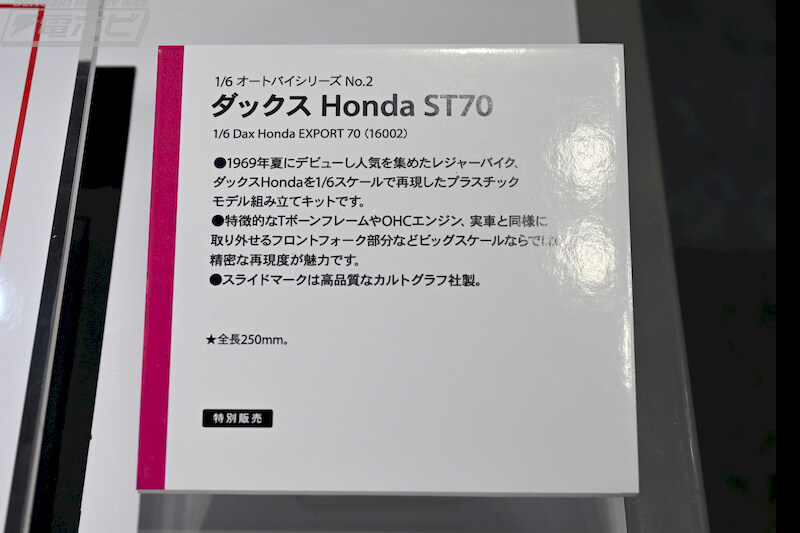 電ホビ
1/6 オートバイシリーズ No.2
ダックス Honda ST70
1/6 Dax Honda EXPORT 70 (16002)
●1969年夏にデビューし人気を集めたレジャーバイク、
ダックスHondaを1/6スケールで再現したプラスチック
モデル組み立てキットです。
●特徴的なTボーンフレームやOHCエンジン、実車と同様に
取り外せるフロントフォーク部分などビッグスケールならではの
精密な再現度が魅力です。
●スライドマークは高品質なカルトグラフ社製。
★全長250mm。
特別販売